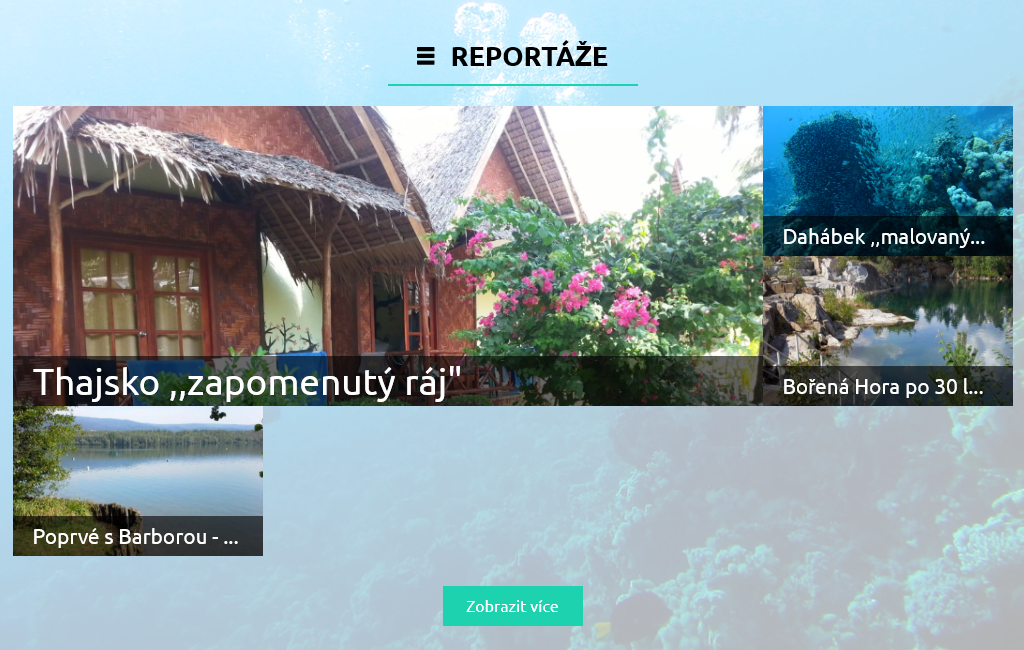 REPORTÁŽE
Thajsko ,,zapomenutý ráj"
Dahábek ,,malovaný...
Bořená Hora po 30 l...
Poprvé s Barborou - ...
Zobrazit více